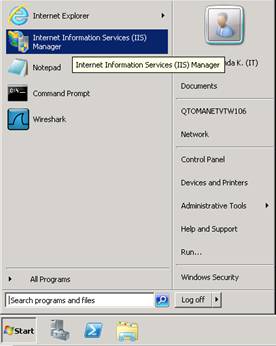 Internet Explorer
Internet Information Services (IIS)
Manager
Internet Information Services (IIS) Manager
Notepad
Command Prompt
Wireshark
All Programs
Search programs and files
K. (IT)
Documents
QTOMANETVTW106
Network
Control Panel
Devices and Printers
Administrative Tools
Help and Support
Run...
Windows Security
Log off
Start